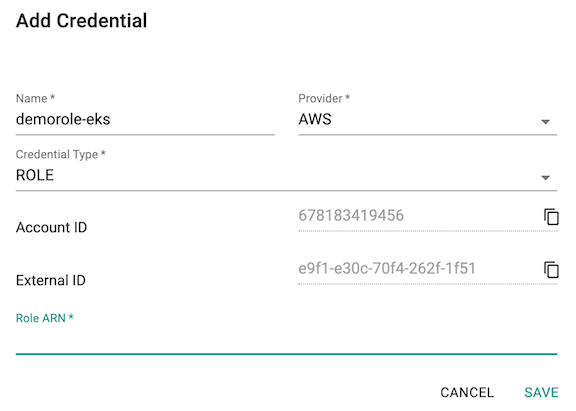 Add Credential
Name * Provider *
demorole-eks AWS
Credential Type *
ROLE
Account ID 678183419456
External ID e9f1-e30c-70f4-262f-1f51
Role ARN *
CANCEL SAVE